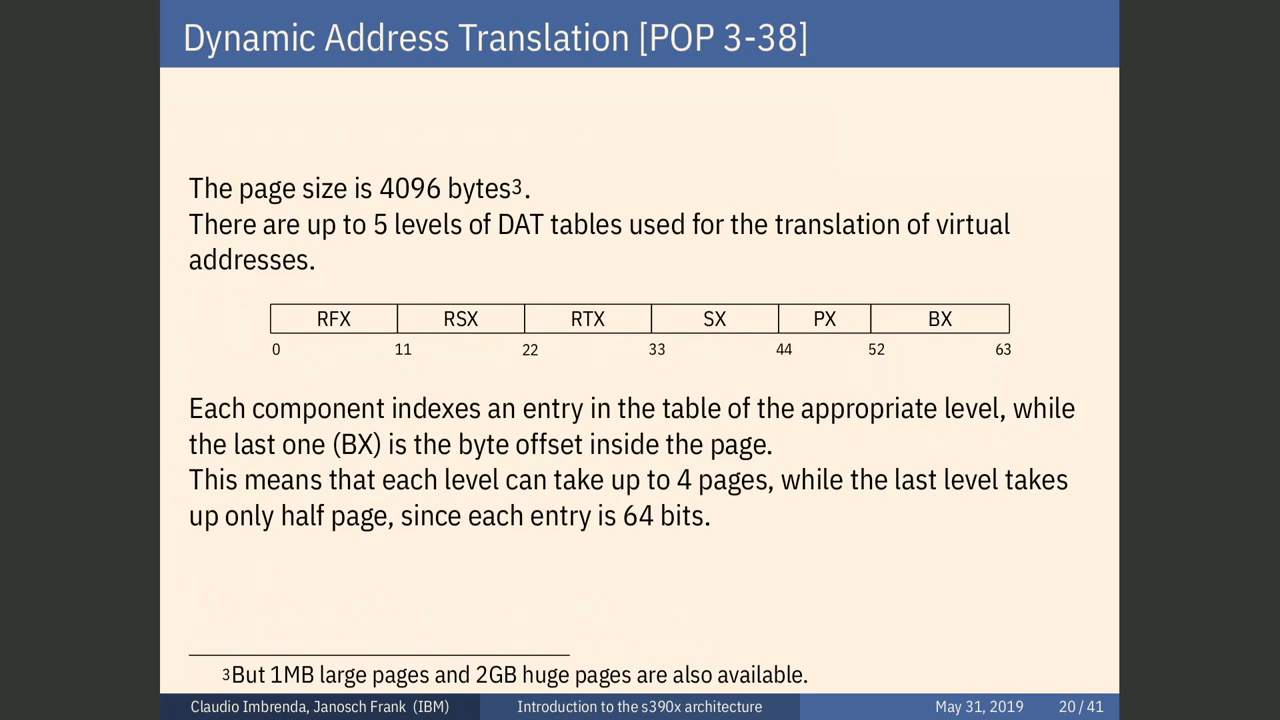 Dynamic Address Translation [POP 3-38]
The page size is 4096 bytes3.
There are up to 5 levels of DAT tables used for the translation of virtual
addresses.
RFX RSX RTX SX PX BX
0 11 22 33 44 52 63
Each component indexes an entry in the table of the appropriate level, while
the last one (BX) is the byte offset inside the page.
This means that each level can take up to 4 pages, while the last level takes
up only half page, since each entry is 64 bits.
3But 1MB large pages and 2GB huge pages are also available.
Claudio Imbrenda, Janosch Frank (IBM) Introduction to the s390x architecture May 31, 2019 20 / 41